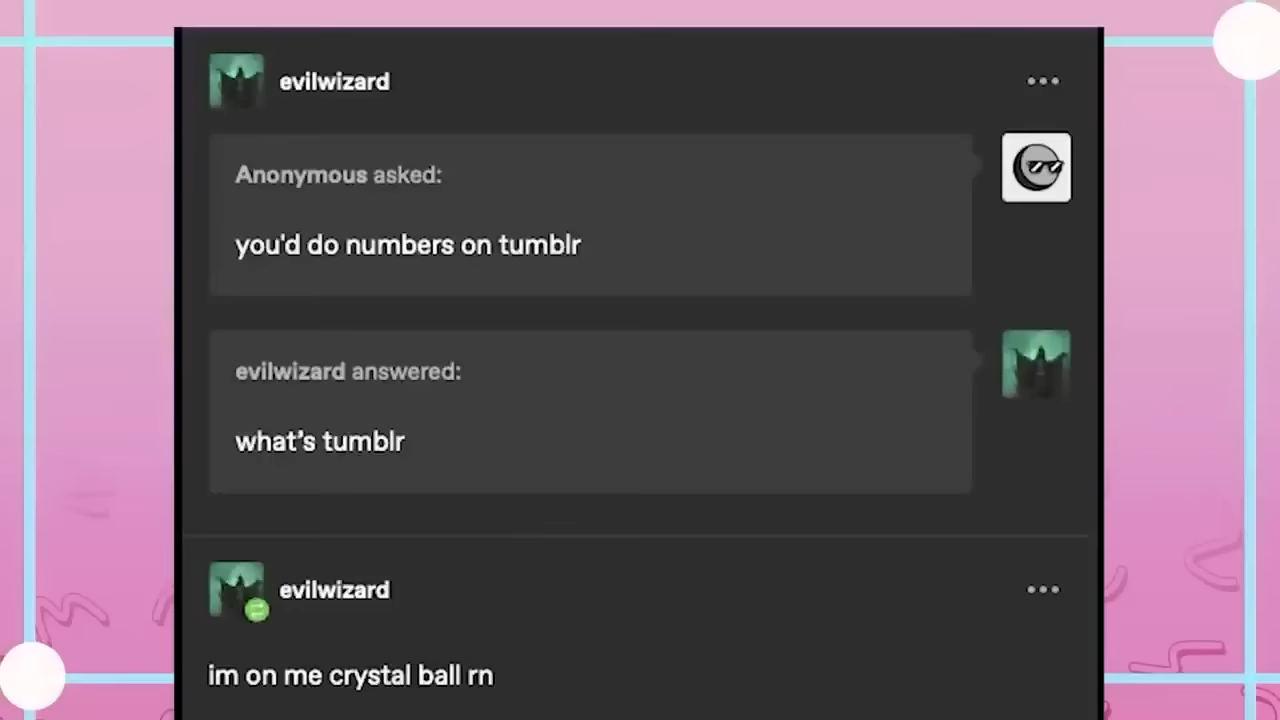 evilwizard
Anonymous asked:
you'd do numbers on tumblr
evilwizard answered:
what’s tumblr
evilwizard
im on me crystal ball rn